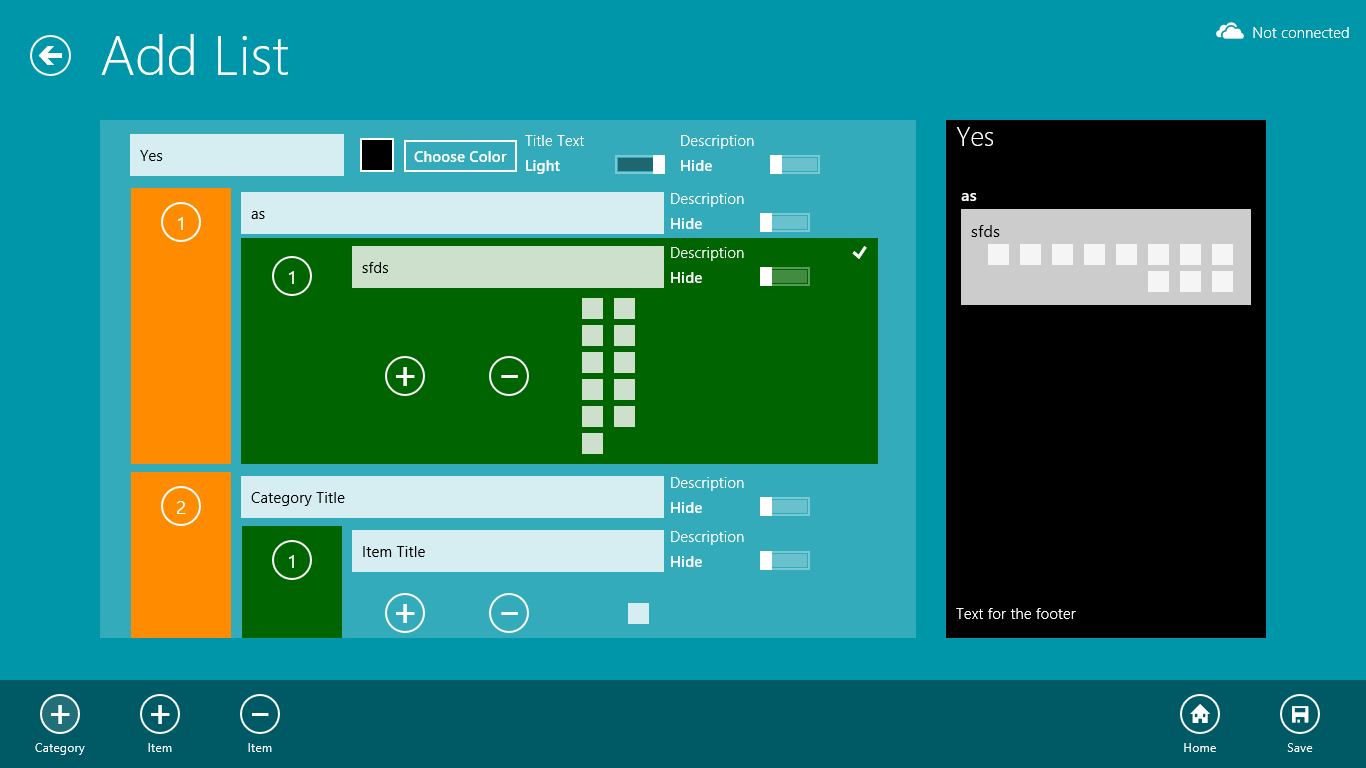 Add List
Not connected
Yes
Choose Color
Title Text
Light
Description
Hide
1
as
Description
Hide
1
sfds
Description
Hide
2
Category Title
Description
Hide
1
Item Title
Description
Hide
Yes
as
sfds
Text for the footer
Category
Item
Item
Home
Save